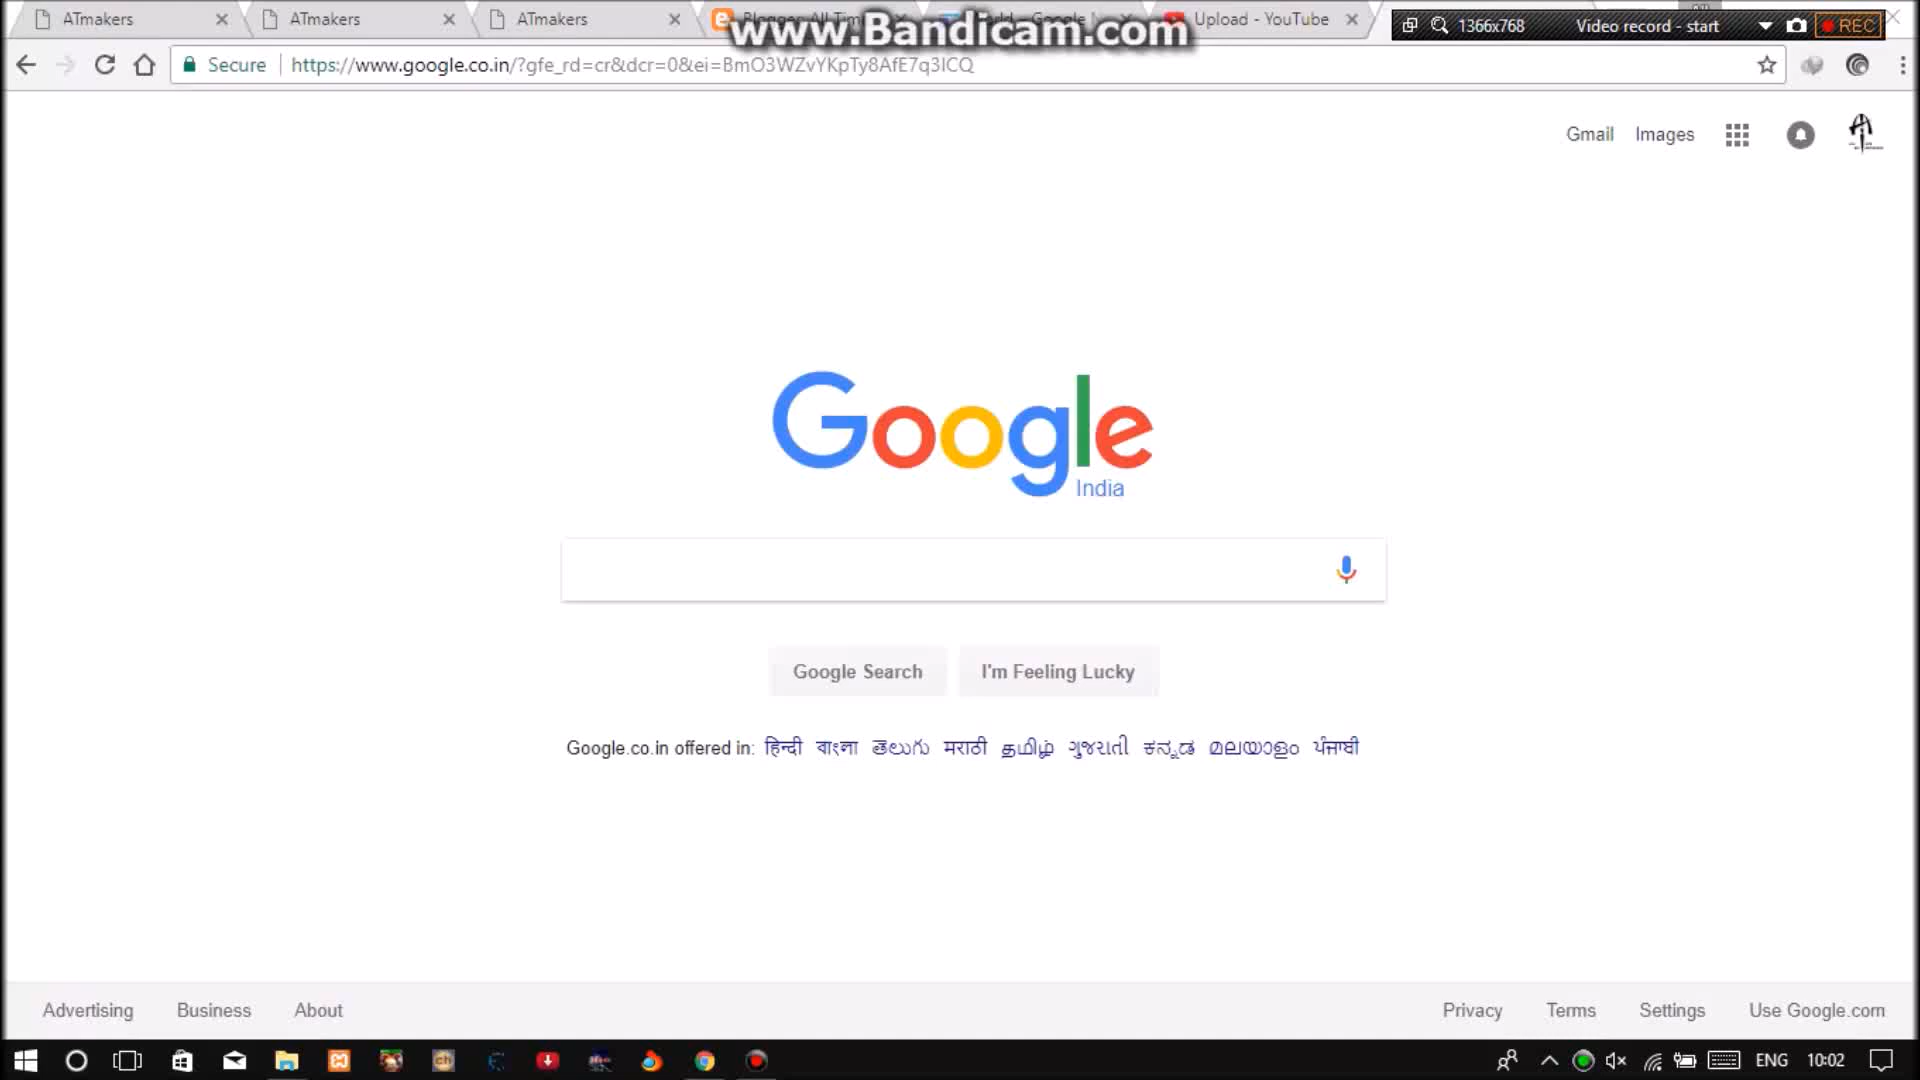 ATmakers ATmakers ATmakers Upload - YouTube
www.Bandicam.com
1366x768 Video record - start REC
Secure https://www.google.co.in/?gfe_rd=cr&dcr=0&ei=BmO3WZvYKpTy8AfE7q3ICQ
Gmail Images
Google
India
Google Search I'm Feeling Lucky
Google.co.in offered in: हिन्दी বাংলা తెలుగు मराठी தமிழ் ગુજરાતી ಕನ್ನಡ മലയാളം ਪੰਜਾਬੀ
Advertising Business About Privacy Terms Settings Use Google.com
ENG 10:02